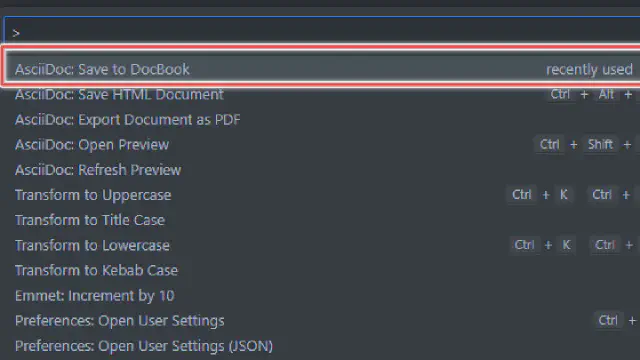 >
AsciiDoc: Save to DocBook recently used
AsciiDoc: Save HTML Document Ctrl + Alt +
AsciiDoc: Export Document as PDF
AsciiDoc: Open Preview Ctrl + Shift +
AsciiDoc: Refresh Preview
Transform to Uppercase Ctrl + K Ctrl +
Transform to Title Case
Transform to Lowercase Ctrl + K Ctrl +
Transform to Kebab Case
Emmet: Increment by 10
Preferences: Open User Settings Ctrl +
Preferences: Open User Settings (JSON)